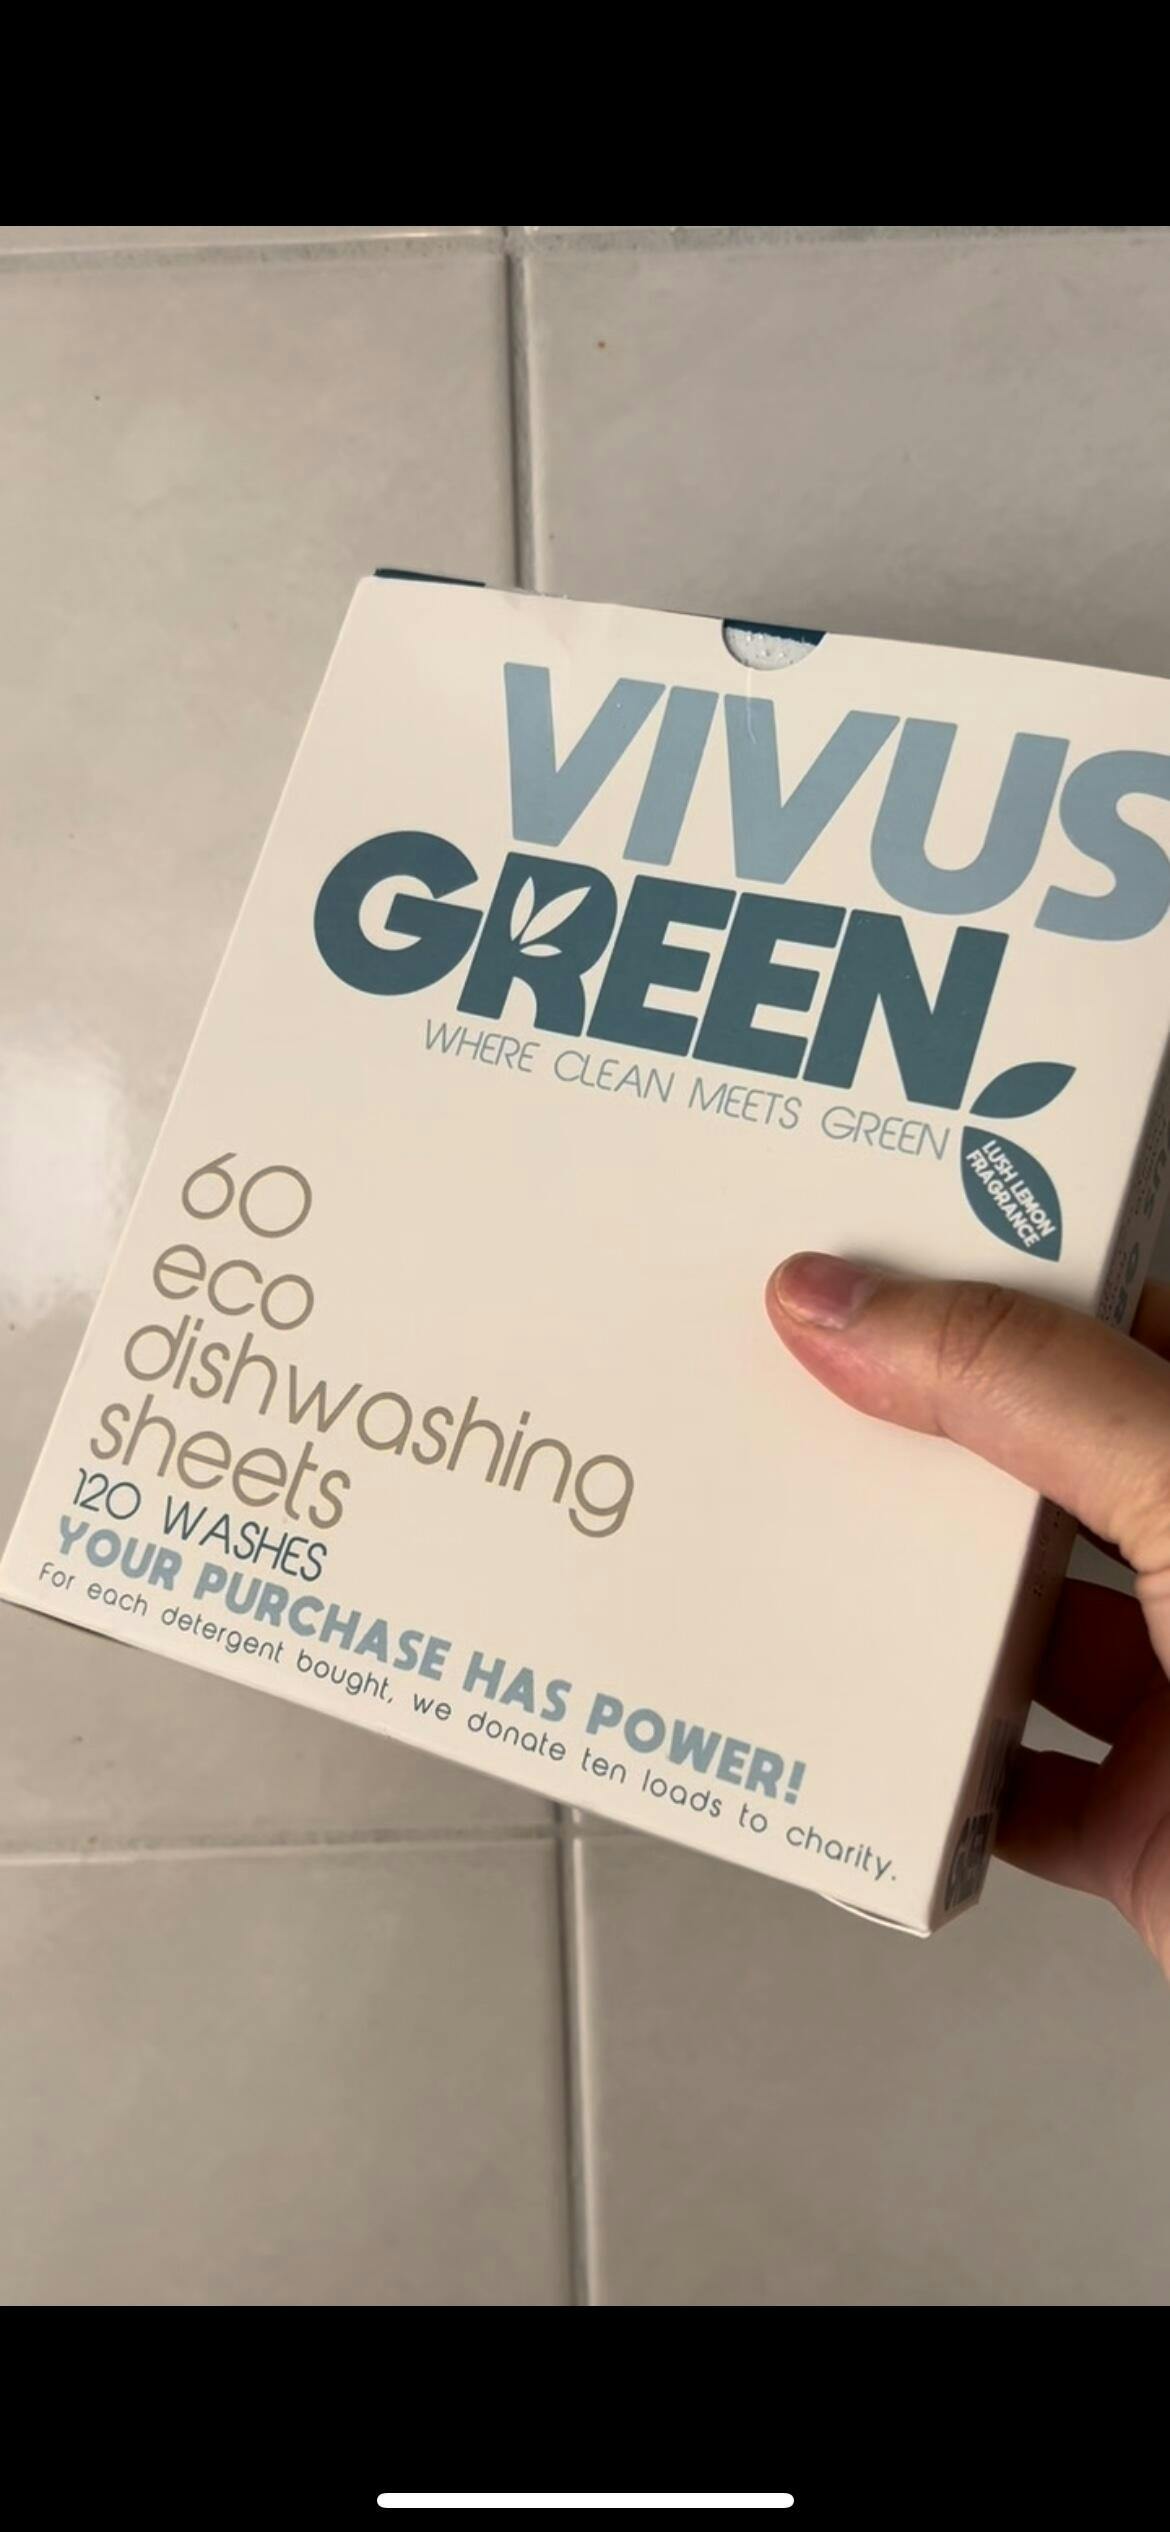 VIVUS
GREEN
WHERE CLEAN MEETS GREEN
LUSH LEMON
FRAGRANCE
60
eco
dishwashing
sheets
120 WASHES
YOUR PURCHASE HAS POWER!
For each detergent bought, we donate ten loads to charity.